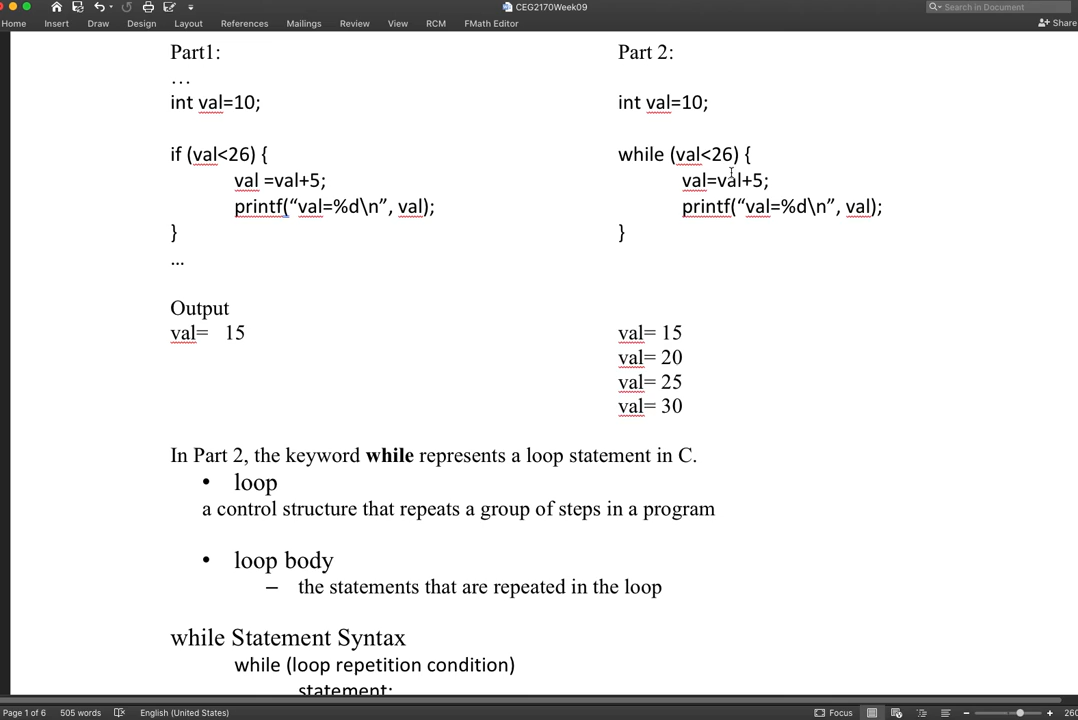 CEG2170Week09
Search in Document
Home Insert Draw Design Layout References Mailings Review View RCM FMath Editor
Share
Part1:
…
int val=10;
if (val<26) {
val =val+5;
printf(“val=%d\n”, val);
}
...
Output
val= 15
Part 2:
int val=10;
while (val<26) {
val=val+5;
printf(“val=%d\n”, val);
}
val= 15
val= 20
val= 25
val= 30
In Part 2, the keyword while represents a loop statement in C.
• loop
a control structure that repeats a group of steps in a program
• loop body
– the statements that are repeated in the loop
while Statement Syntax
while (loop repetition condition)
statement;
Page 1 of 6 505 words English (United States) Focus 260